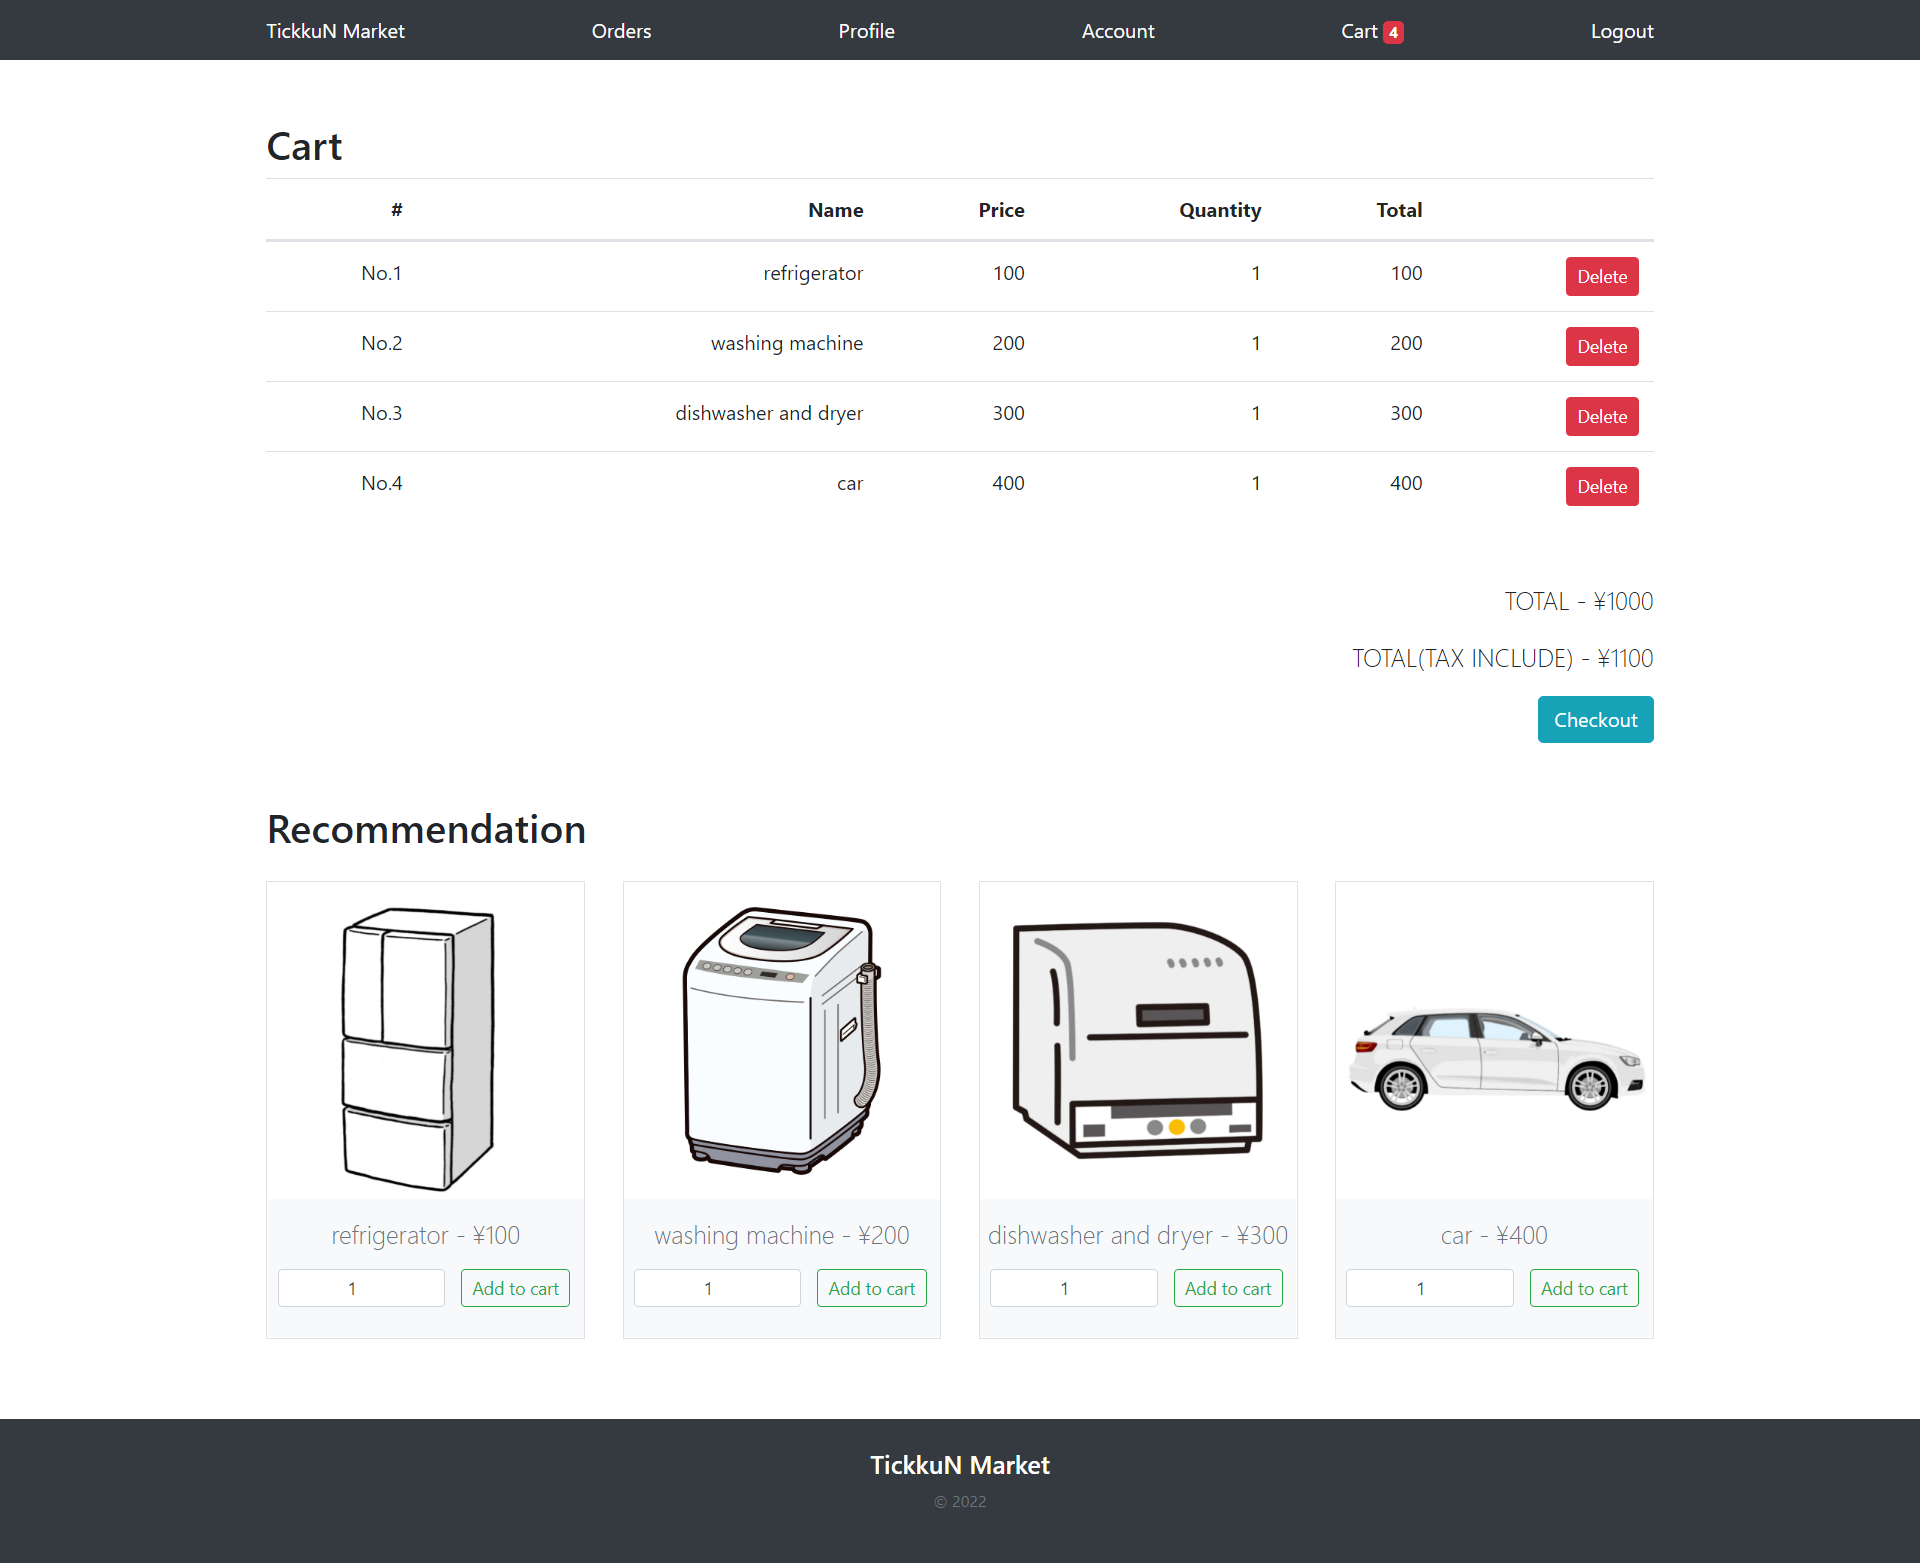 TickkuN Market Orders Profile Account Cart 4 Logout
Cart
# Name Price Quantity Total
No.1 refrigerator 100 1 100 Delete
No.2 washing machine 200 1 200 Delete
No.3 dishwasher and dryer 300 1 300 Delete
No.4 car 400 1 400 Delete
TOTAL - ¥1000
TOTAL(TAX INCLUDE) - ¥1100
Checkout
Recommendation
refrigerator - ¥100 washing machine - ¥200 dishwasher and dryer - ¥300 car - ¥400
1 Add to cart 1 Add to cart 1 Add to cart 1 Add to cart
TickkuN Market
© 2022